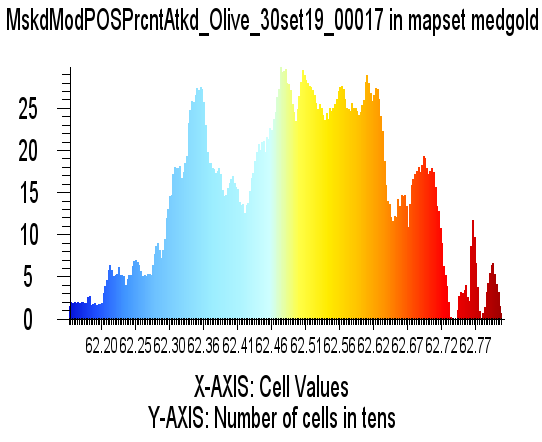 MskdModPOSPrcntAtkd_Olive_30set19_00017 in mapset medgold
25
20
15
10
5
0
62.20 62.25 62.30 62.36 62.41 62.46 62.51 62.56 62.62 62.67 62.72 62.77
X-AXIS: Cell Values
Y-AXIS: Number of cells in tens